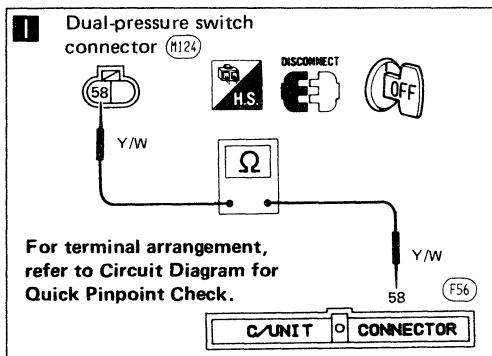 I Dual-pressure switch
connector M124
DISCONNECT
58
H.S.
OFF
Y/W
Ω
For terminal arrangement,
refer to Circuit Diagram for
Quick Pinpoint Check.
Y/W
58 F56
C/UNIT CONNECTOR